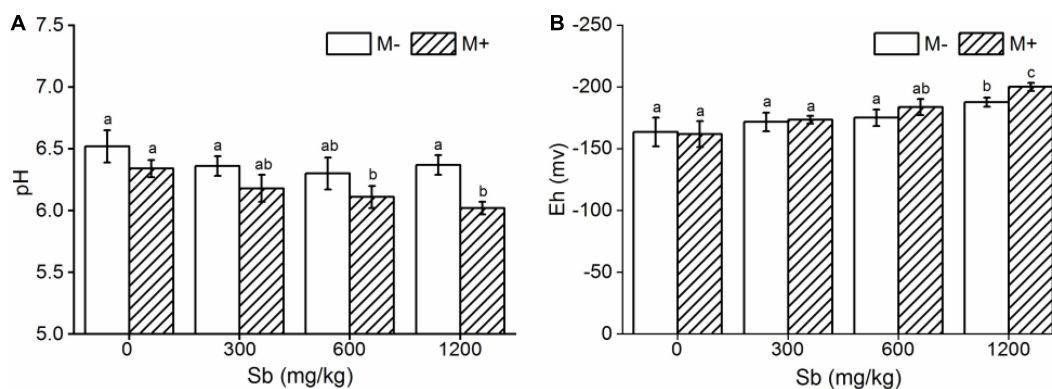 A
7.5
7.0
6.5
6.0
5.5
5.0
pH
M- M+
a a a ab ab b a b
0 300 600 1200
Sb (mg/kg)
B
-250
-200
-150
-100
-50
0
Eh (mv)
M- M+
a a a a a ab b c
0 300 600 1200
Sb (mg/kg)